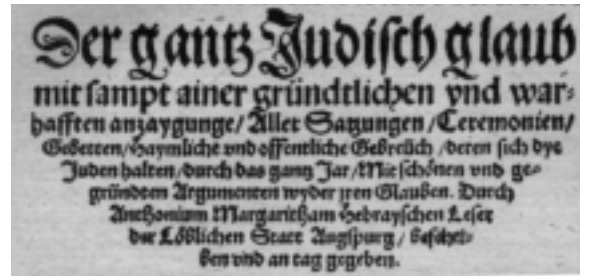 Der gantz Judisch glaub
mit sampt ainer gründtlichen vnd war⸗
hafften anzaygunge/ Aller Satzungen/ Ceremonien/
Gebetten/ Haymliche vnd offentliche Gebreüch/ deren sich dye
Juden halten/ durch das gantz Jar/ Mit schönen vnd ge⸗
gründten Argumenten wyder jren Glauben. Durch
Anthonium Margaritham Hebrayschen Leser
der Löblichen Statt Augspurg/ beschri⸗
ben vnd an tag gegeben.